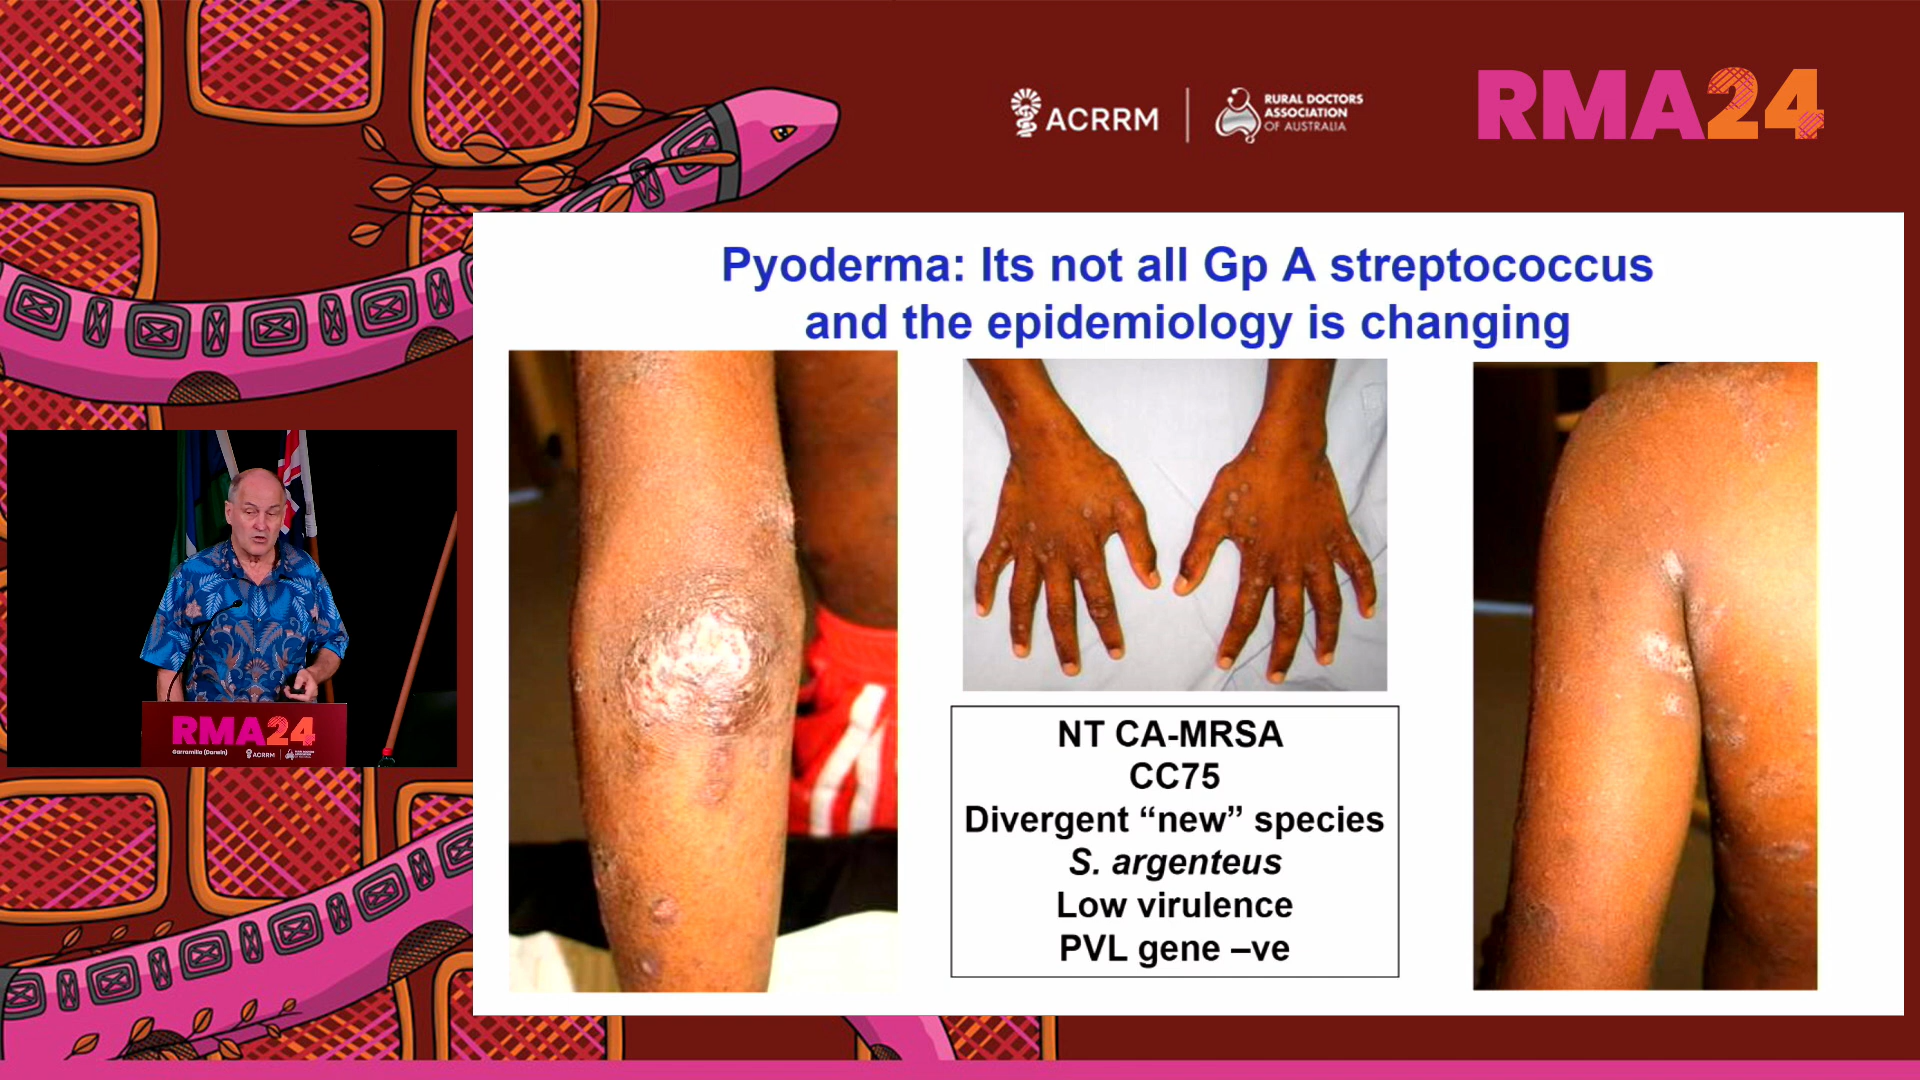 ACRRM
RURAL DOCTORS
ASSOCIATION
OF AUSTRALIA
RMA24
Pyoderma: Its not all Gp A streptococcus
and the epidemiology is changing
NT CA-MRSA
CC75
Divergent “new” species
S. argenteus
Low virulence
PVL gene –ve
RMA24
Garramilla (Darwin)
ACRRM